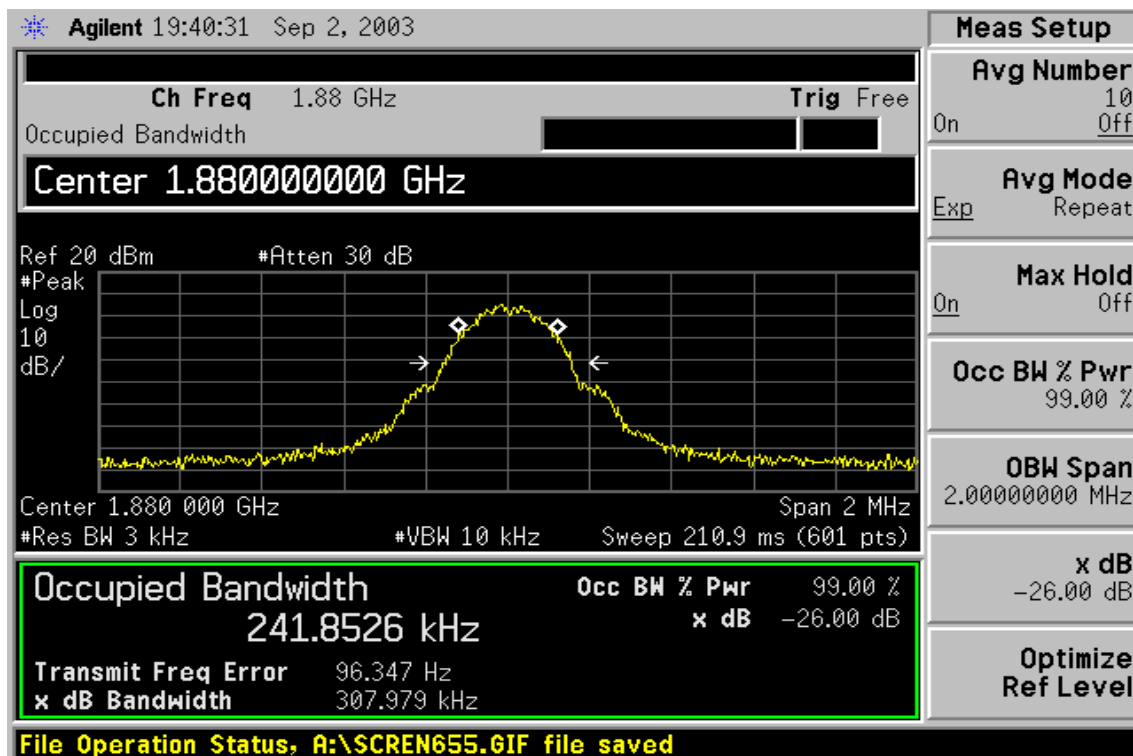 Agilent 19:40:31 Sep 2, 2003
Ch Freq 1.88 GHz Trig Free
Occupied Bandwidth
Center 1.880000000 GHz
Ref 20 dBm #Atten 30 dB
#Peak
Log
10
dB/
Center 1.880 000 GHz Span 2 MHz
#Res BW 3 kHz #VBW 10 kHz Sweep 210.9 ms (601 pts)
Occupied Bandwidth Occ BW % Pwr 99.00 %
241.8526 kHz x dB -26.00 dB
Transmit Freq Error 96.347 Hz
x dB Bandwidth 307.979 kHz
File Operation Status, A:\SCREN655.GIF file saved
Meas Setup
Avg Number
10
On Off
Avg Mode
Exp Repeat
Max Hold
On Off
Occ BW % Pwr
99.00 %
OBW Span
2.00000000 MHz
x dB
-26.00 dB
Optimize
Ref Level